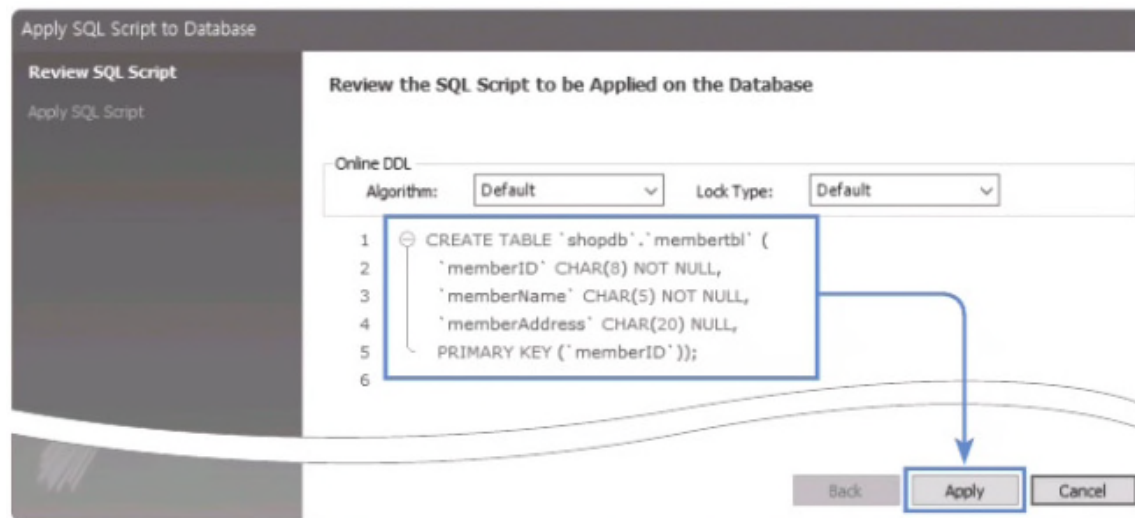 Apply SQL Script to Database
Review SQL Script
Apply SQL Script
Review the SQL Script to be Applied on the Database
Online DDL
Algorithm: Default Lock Type: Default
1 CREATE TABLE `shopdb`.`membertbl` (
2 `memberID` CHAR(8) NOT NULL,
3 `memberName` CHAR(5) NOT NULL,
4 `memberAddress` CHAR(20) NULL,
5 PRIMARY KEY (`memberID`));
6
Back Apply Cancel